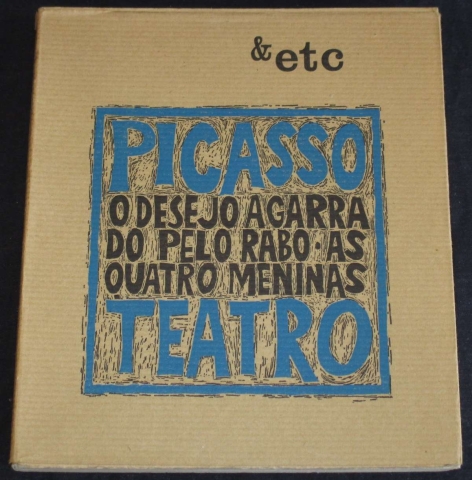 &etc
PICASSO
O DESEJO AGARRA
DO PELO RABO · AS
QUATRO MENINAS
TEATRO